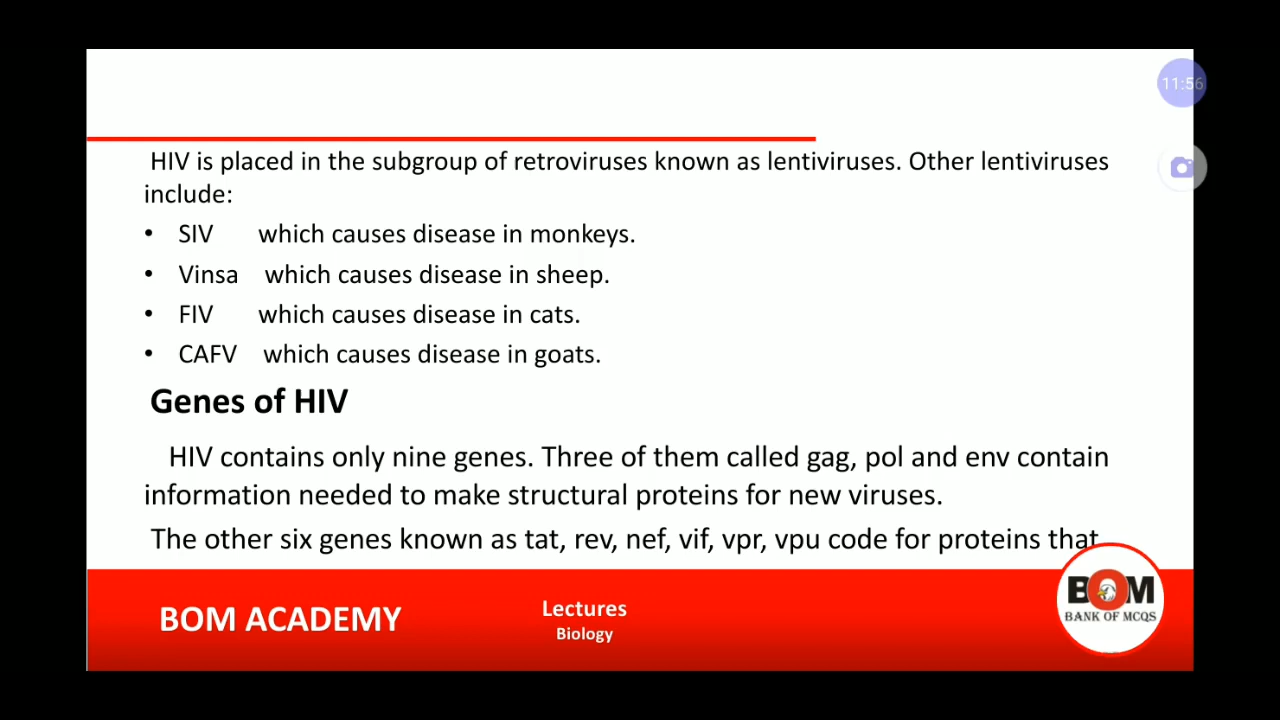 11:56
HIV is placed in the subgroup of retroviruses known as lentiviruses. Other lentiviruses
include:
• SIV which causes disease in monkeys.
• Vinsa which causes disease in sheep.
• FIV which causes disease in cats.
• CAFV which causes disease in goats.
Genes of HIV
HIV contains only nine genes. Three of them called gag, pol and env contain
information needed to make structural proteins for new viruses.
The other six genes known as tat, rev, nef, vif, vpr, vpu code for proteins that
BOM ACADEMY
Lectures
Biology
BOM
BANK OF MCQS